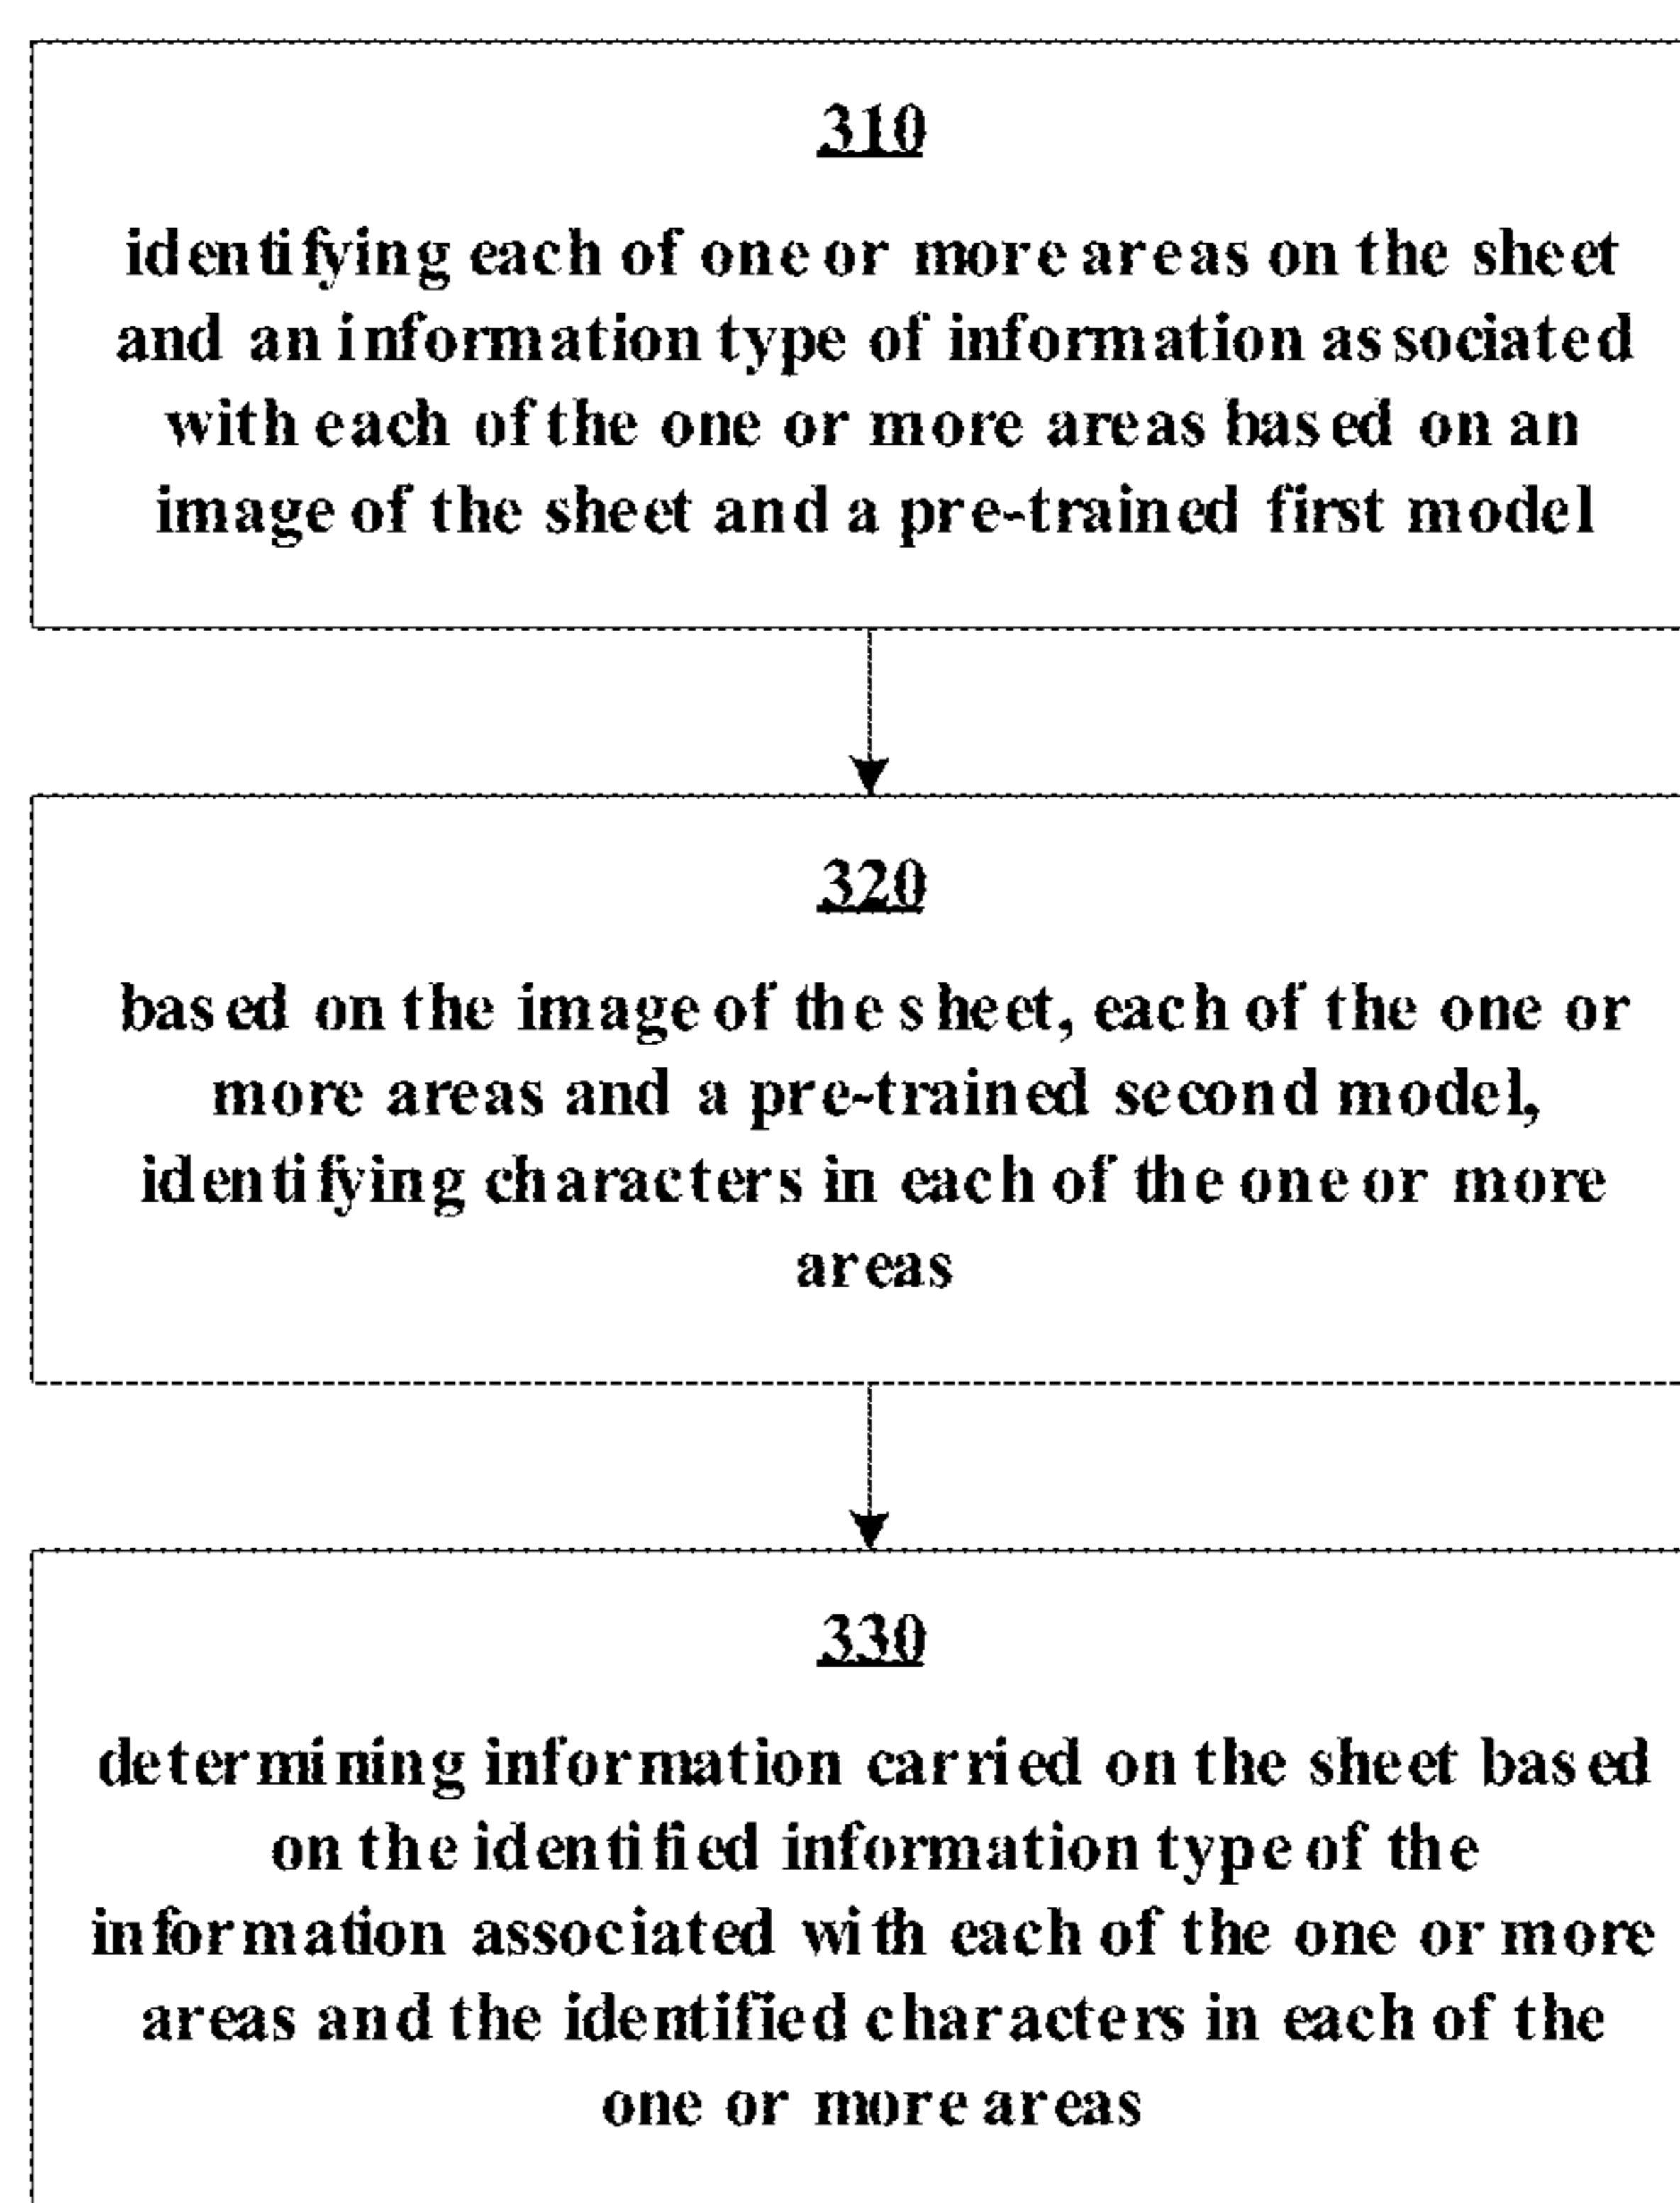 310
identifying each of one or more areas on the sheet
and an information type of information associated
with each of the one or more areas based on an
image of the sheet and a pre-trained first model
320
based on the image of the sheet, each of the one or
more areas and a pre-trained second model,
identifying characters in each of the one or more
areas
330
determining information carried on the sheet based
on the identified information type of the
information associated with each of the one or more
areas and the identified characters in each of the
one or more areas